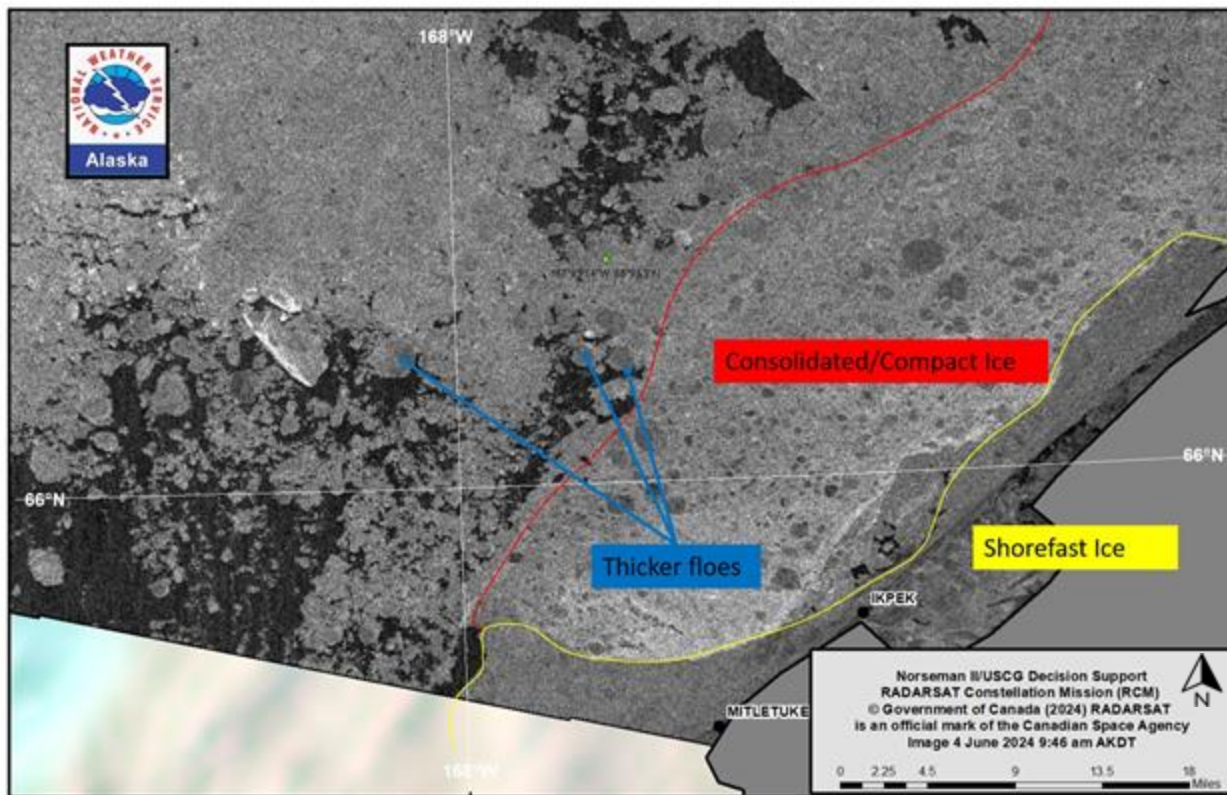 168°W
NATIONAL WEATHER SERVICE
Alaska
Consolidated/Compact Ice
66°N
66°N
Shorefast Ice
Thicker floes
IKPEK
MITLETUKE
168°W
Norseman II/USCG Decision Support
RADARSAT Constellation Mission (RCM)
© Government of Canada (2024) RADARSAT
is an official mark of the Canadian Space Agency
Image 4 June 2024 9:46 am AKDT
N
0 2.25 4.5 9 13.5 18
Miles